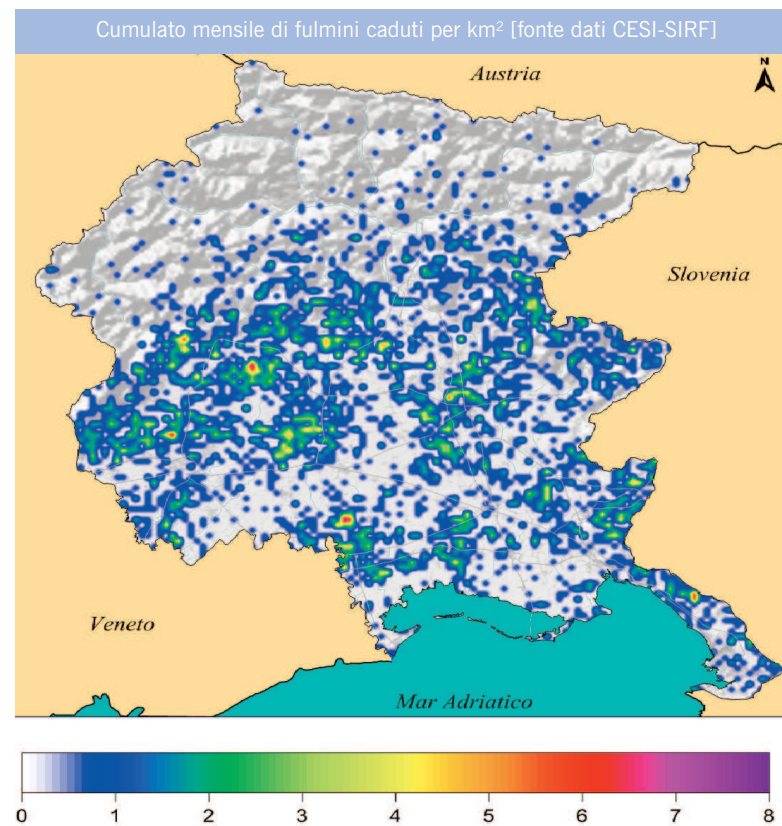 Cumulato mensile di fulmini caduti per km² [fonte dati CESI-SIRF]
Austria
N
Slovenia
Veneto
Mar Adriatico
0 1 2 3 4 5 6 7 8